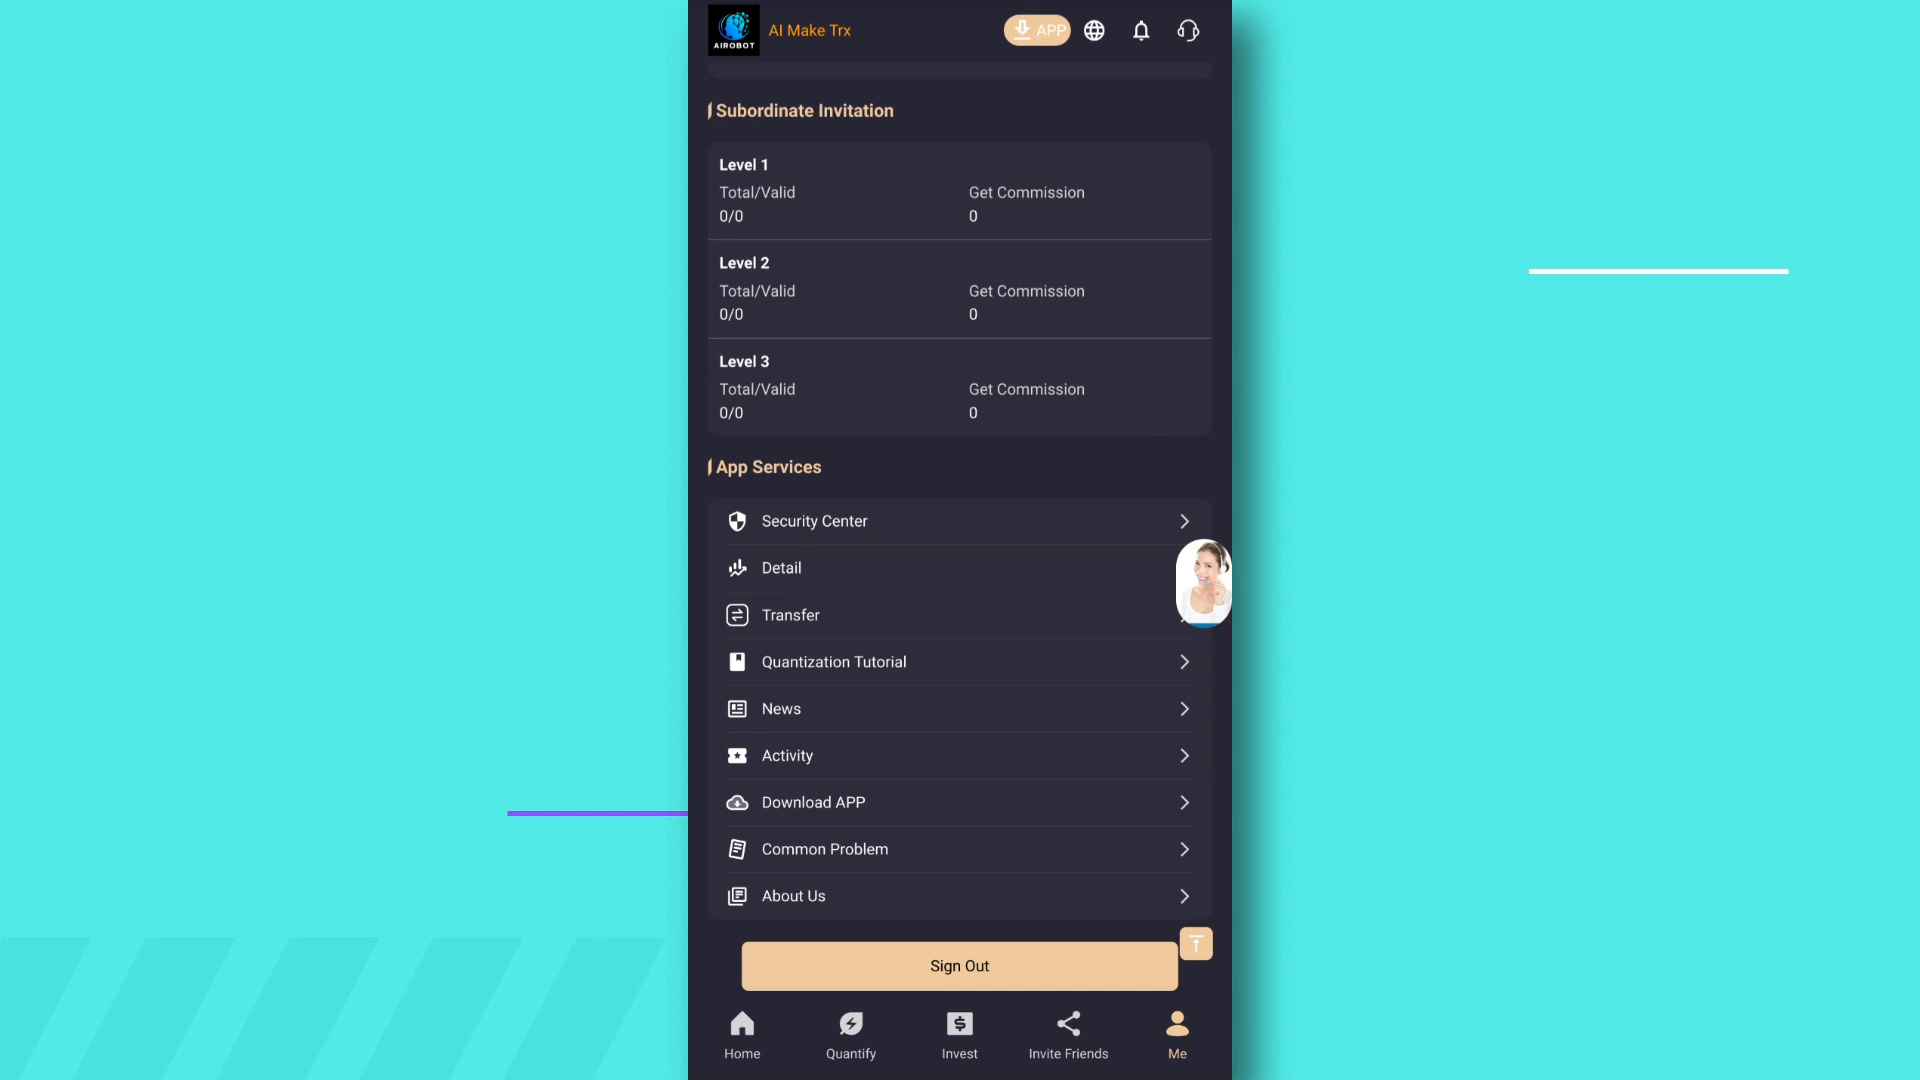 AIROBOT
AI Make Trx
APP
Subordinate Invitation
Level 1
Total/Valid
Get Commission
0/0
0
Level 2
Total/Valid
Get Commission
0/0
0
Level 3
Total/Valid
Get Commission
0/0
0
App Services
Security Center
Detail
Transfer
Quantization Tutorial
News
Activity
Download APP
Common Problem
About Us
Sign Out
Home
Quantify
Invest
Invite Friends
Me